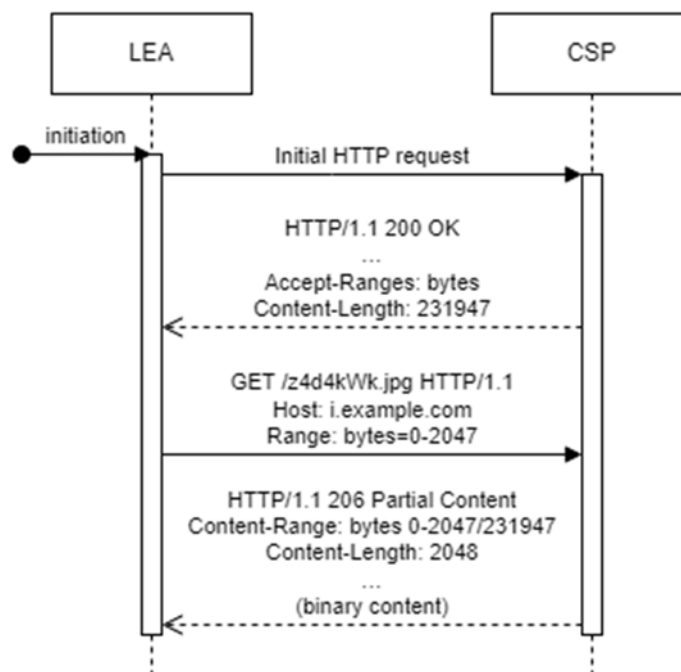 LEA
CSP
initiation
Initial HTTP request
HTTP/1.1 200 OK
...
Accept-Ranges: bytes
Content-Length: 231947
GET /z4d4kWk.jpg HTTP/1.1
Host: i.example.com
Range: bytes=0-2047
HTTP/1.1 206 Partial Content
Content-Range: bytes 0-2047/231947
Content-Length: 2048
...
(binary content)